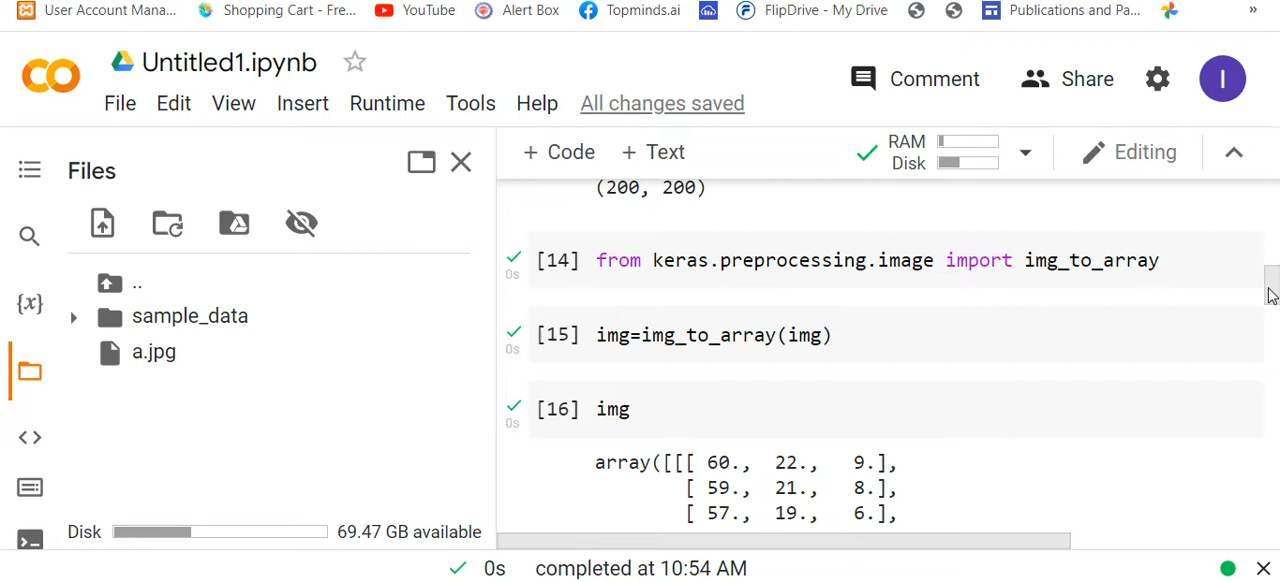 User Account Mana...
Shopping Cart - Fre...
YouTube
Alert Box
Topminds.ai
FlipDrive - My Drive
Publications and Pa...
»
CO
Untitled1.ipynb
Comment
Share
I
File Edit View Insert Runtime Tools Help All changes saved
Files
+ Code + Text
RAM
Disk
Editing
{x}
..
sample_data
a.jpg
<>
Disk 69.47 GB available
(200, 200)
0s [14] from keras.preprocessing.image import img_to_array
0s [15] img=img_to_array(img)
0s [16] img
array([[[ 60., 22., 9.],
[ 59., 21., 8.],
[ 57., 19., 6.],
0s completed at 10:54 AM